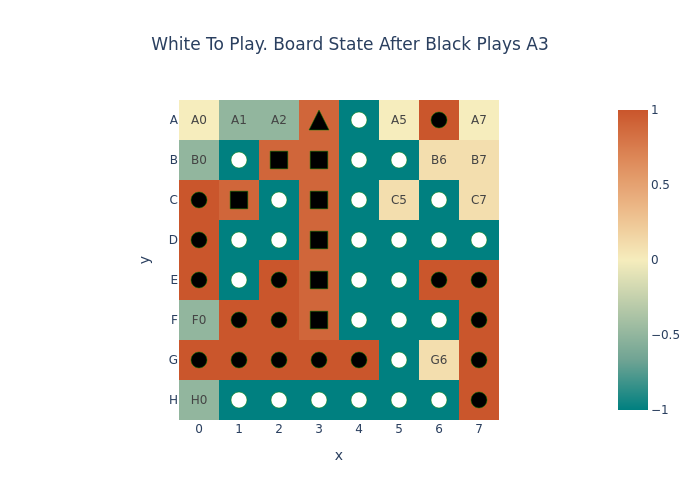 White To Play. Board State After Black Plays A3
A A0 A1 A2 A5 A7
B B0 B6 B7
C C5 C7
D
E
F F0
G G6
H H0
0 1 2 3 4 5 6 7
x
y
1
0.5
0
−0.5
−1